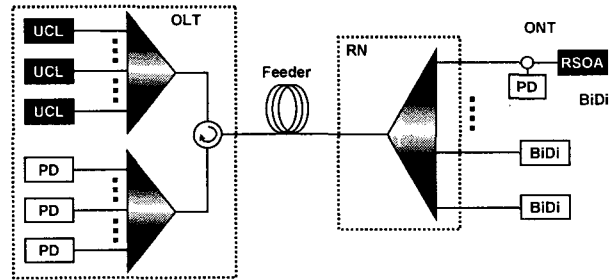 OLT
UCL
UCL
UCL
PD
PD
PD
Feeder
RN
ONT
RSOA
PD
BiDi
BiDi
BiDi